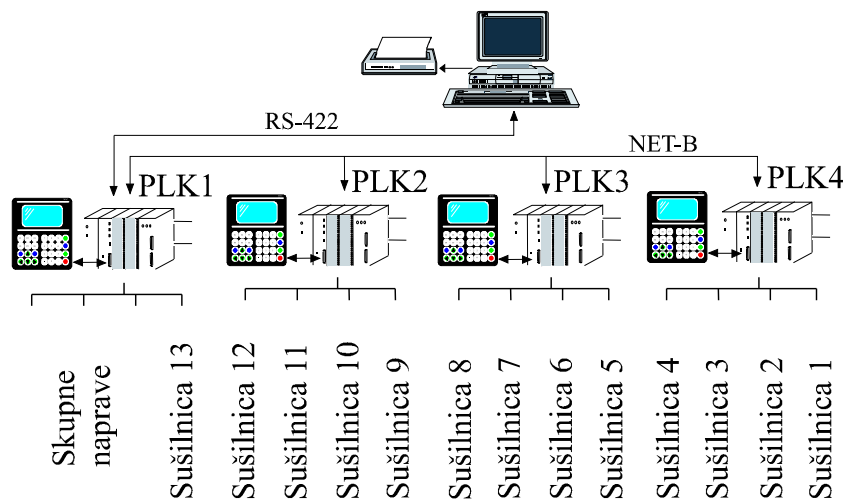 RS-422
NET-B
PLK1
PLK2
PLK3
PLK4
Skupne
naprave
Sušilnica 13
Sušilnica 12
Sušilnica 11
Sušilnica 10
Sušilnica 9
Sušilnica 8
Sušilnica 7
Sušilnica 6
Sušilnica 5
Sušilnica 4
Sušilnica 3
Sušilnica 2
Sušilnica 1